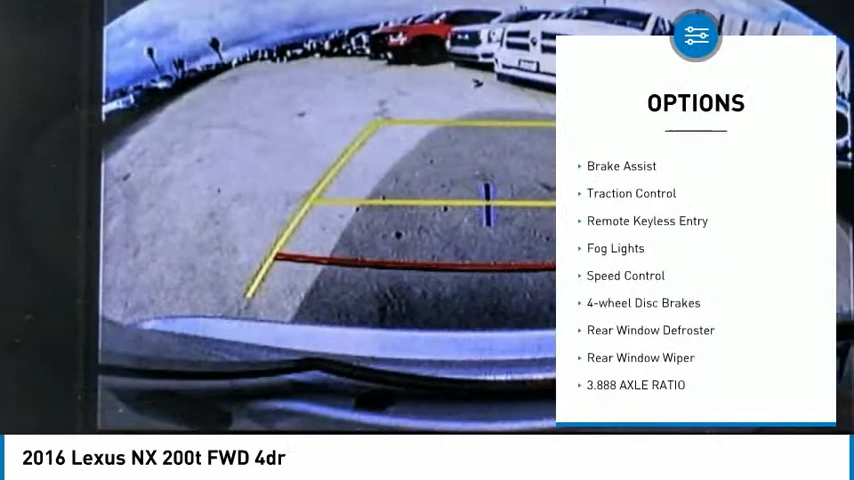 OPTIONS
Brake Assist
Traction Control
Remote Keyless Entry
Fog Lights
Speed Control
4-wheel Disc Brakes
Rear Window Defroster
Rear Window Wiper
3.888 AXLE RATIO
2016 Lexus NX 200t FWD 4dr